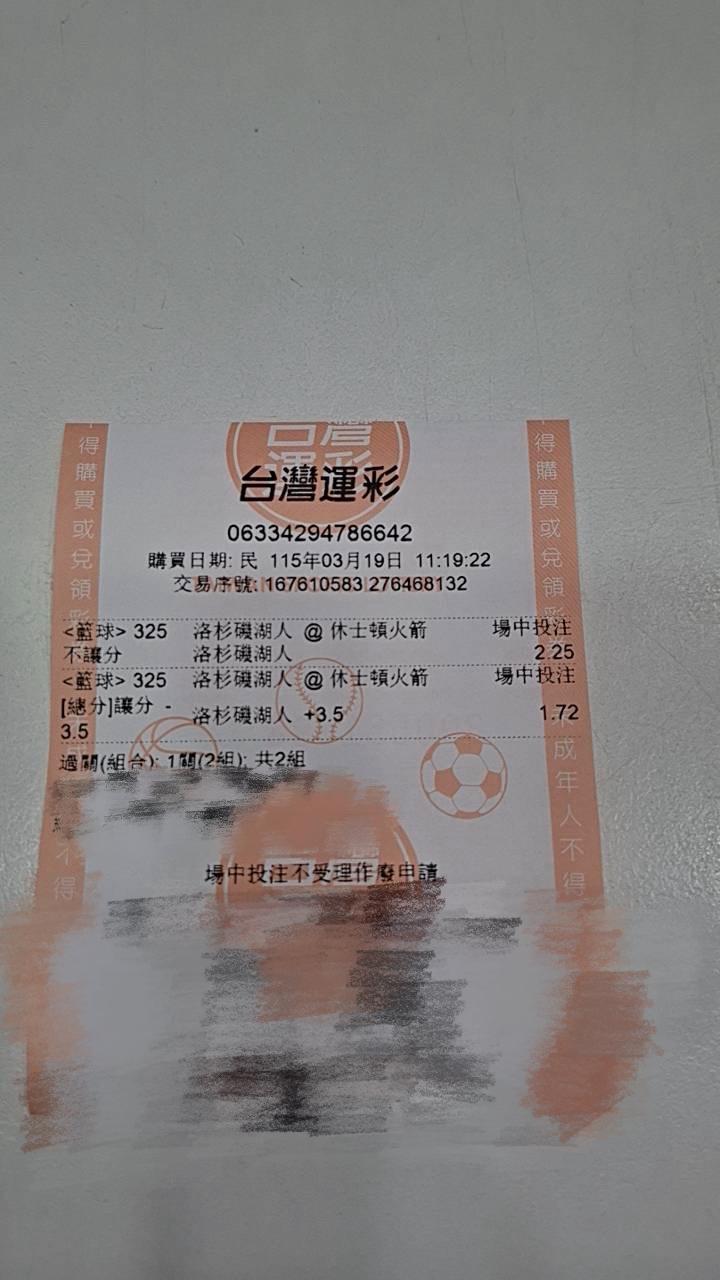 台灣運彩
06334294786642
購買日期: 民 115年03月19日 11:19:22
交易序號: 167610583 276468132
<籃球> 325 洛杉磯湖人 @ 休士頓火箭 場中投注
不讓分 洛杉磯湖人 2.25
<籃球> 325 洛杉磯湖人 @ 休士頓火箭 場中投注
[總分]讓分 - 洛杉磯湖人 +3.5 1.72
3.5
過關(組合): 1關(2組): 共2組
場中投注不受理作廢申請
得購買或兌領
得購買或兌領
成年人不得
不得